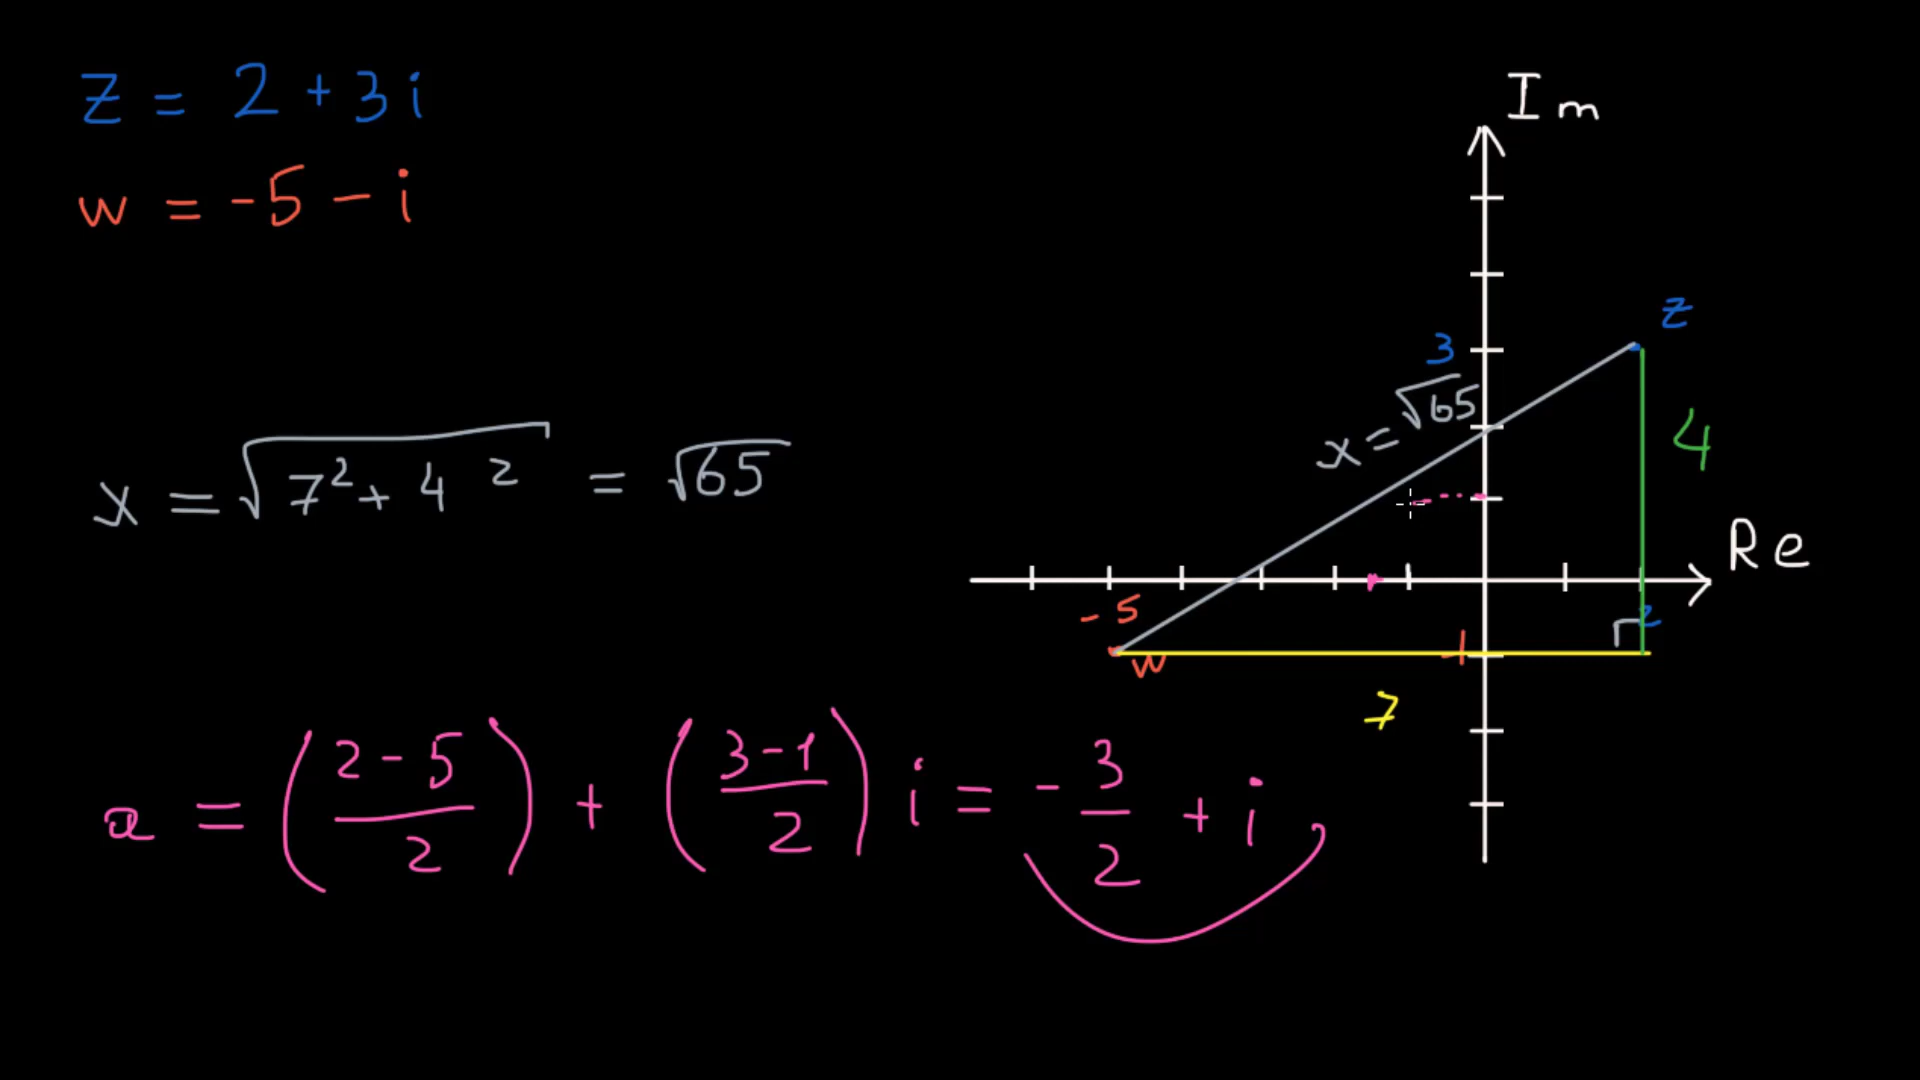 z = 2 + 3i
w = -5 - i
x = √(7² + 4²) = √65
a = ((2 - 5)/2) + ((3 - 1)/2) i = -3/2 + i
Im
z
3
x = √65
4
Re
-5
2
w
-1
7